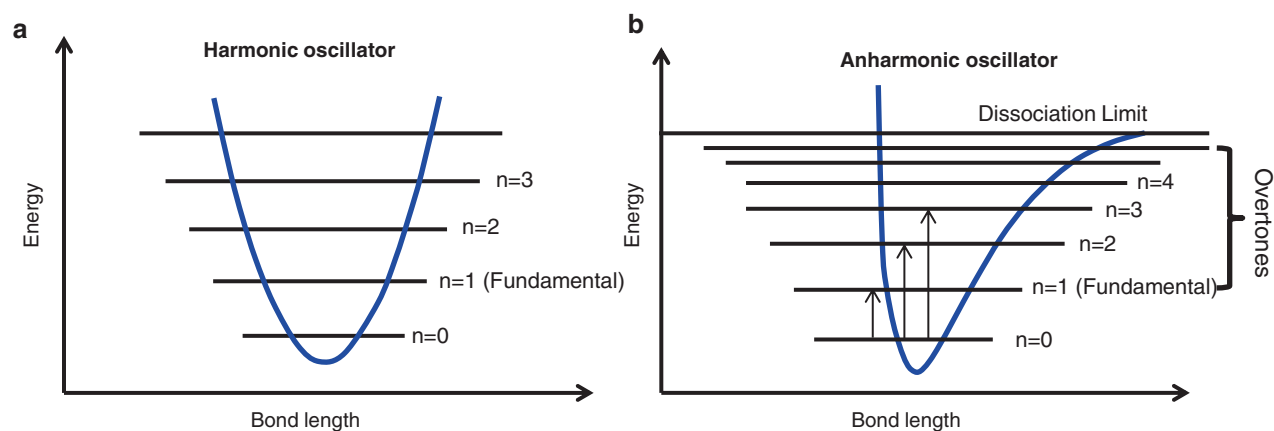 a
Harmonic oscillator
Energy
n=3
n=2
n=1 (Fundamental)
n=0
Bond length
b
Anharmonic oscillator
Dissociation Limit
Energy
n=4
n=3
n=2
n=1 (Fundamental)
n=0
Overtones
Bond length